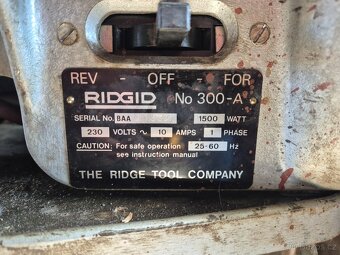 REV - OFF - FOR
RIDGID No 300-A
SERIAL No. 8AA 1500 WATT
230 VOLTS ~ 10 AMPS 1 PHASE
CAUTION: For safe operation 25-60 Hz
see instruction manual
THE RIDGE TOOL COMPANY